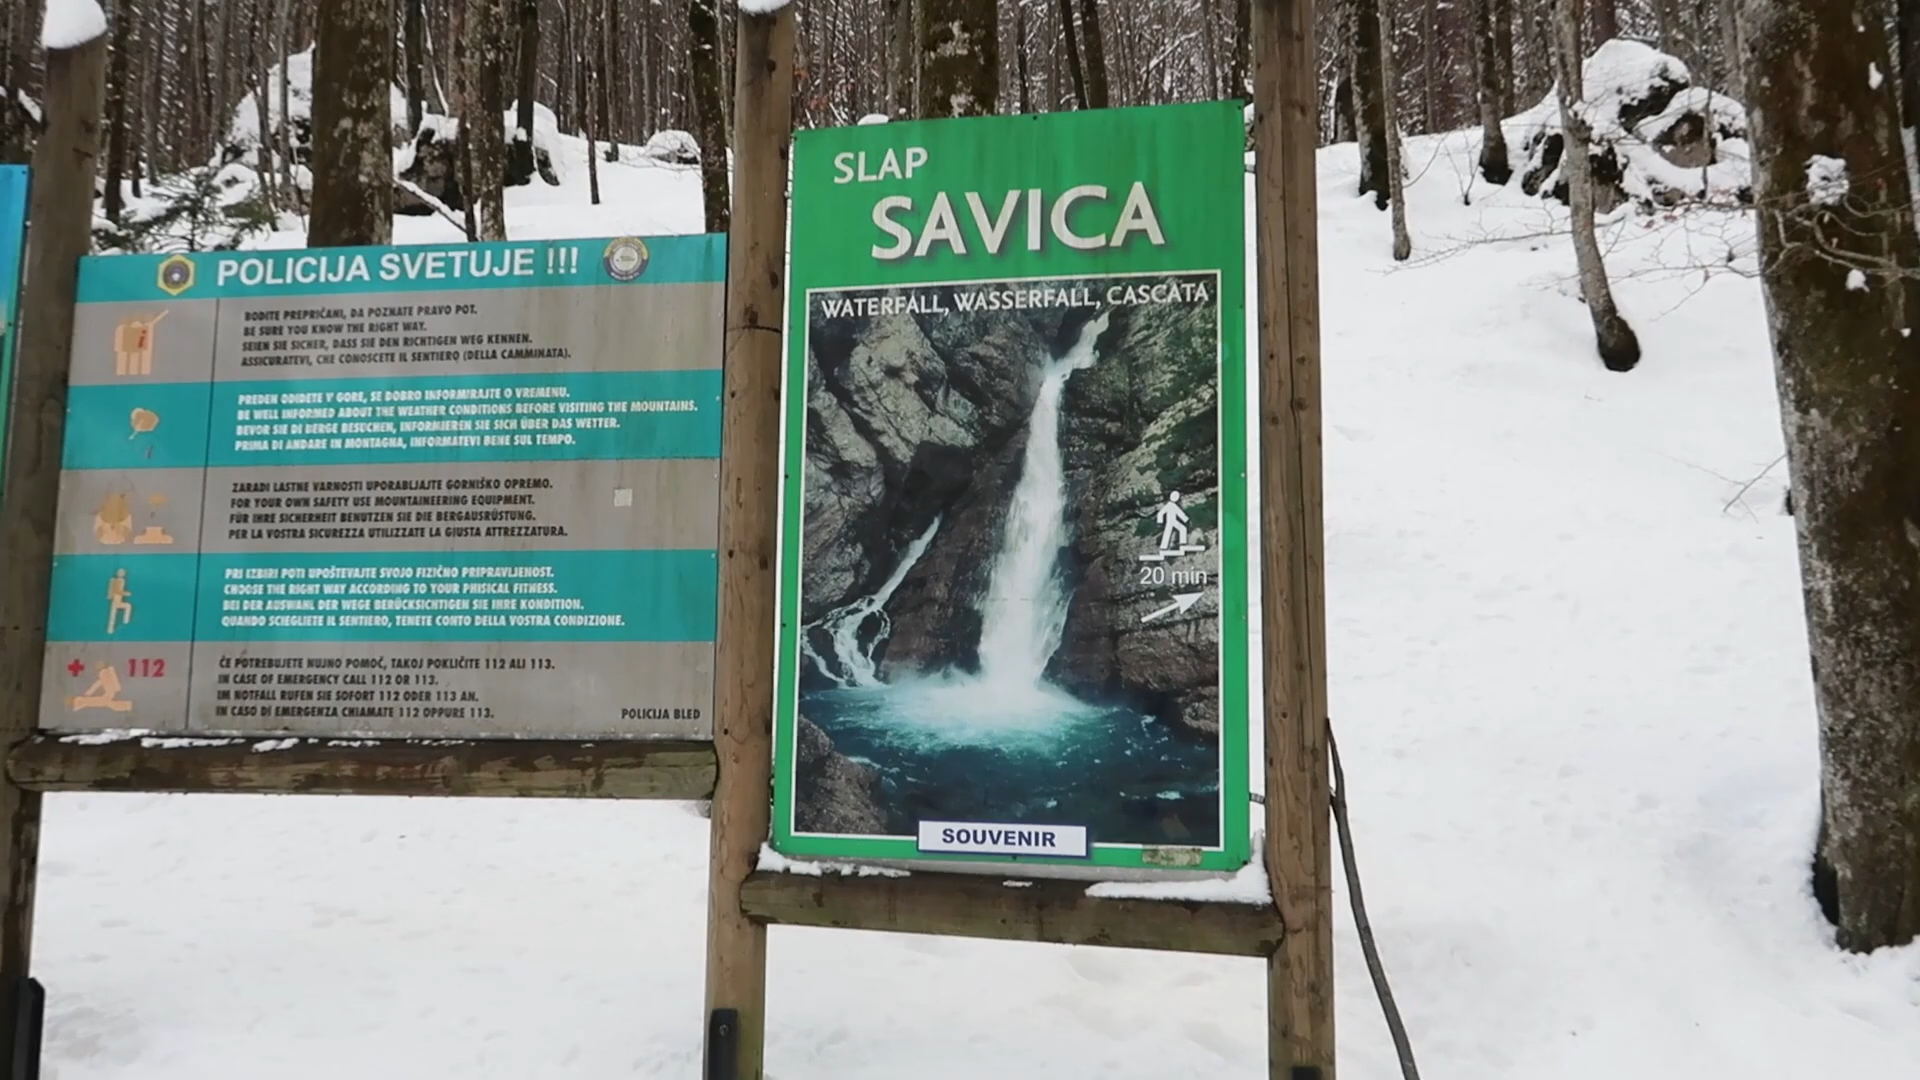 POLICIJA SVETUJE !!!
BODITE PREPRIČANI, DA POZNATE PRAVO POT.
BE SURE YOU KNOW THE RIGHT WAY.
SEIEN SIE SICHER, DASS SIE DEN RICHTIGEN WEG KENNEN.
ASSICURATEVI, CHE CONOSCETE IL SENTIERO (DELLA CAMMINATA).
PREDEN ODIDETE V GORE, SE DOBRO INFORMIRAJTE O VREMENU.
BE WELL INFORMED ABOUT THE WEATHER CONDITIONS BEFORE VISITING THE MOUNTAINS.
BEVOR SIE DI BERGE BESUCHEN, INFORMIEREN SIE SICH ÜBER DAS WETTER.
PRIMA DI ANDARE IN MONTAGNA, INFORMATEVI BENE SUL TEMPO.
ZARADI LASTNE VARNOSTI UPORABLJAJTE GORNIŠKO OPREMO.
FOR YOUR OWN SAFETY USE MOUNTAINEERING EQUIPMENT.
FÜR IHRE SICHERHEIT BENUTZEN SIE DIE BERGAUSRÜSTUNG.
PER LA VOSTRA SICUREZZA UTILIZZATE LA GIUSTA ATTREZZATURA.
PRI IZBIRI POTI UPOŠTEVAJTE SVOJO FIZIČNO PRIPRAVLJENOST.
CHOOSE THE RIGHT WAY ACCORDING TO YOUR PHISICAL FITNESS.
BEI DER AUSWAHL DER WEGE BERÜCKSICHTIGEN SIE IHRE KONDITION.
QUANDO SCIEGLIETE IL SENTIERO, TENETE CONTO DELLA VOSTRA CONDIZIONE.
112
ČE POTREBUJETE NUJNO POMOČ, TAKOJ POKLIČITE 112 ALI 113.
IN CASE OF EMERGENCY CALL 112 OR 113.
IM NOTFALL RUFEN SIE SOFORT 112 ODER 113 AN.
IN CASO DI EMERGENZA CHIAMATE 112 OPPURE 113.
POLICIJA BLED
SLAP
SAVICA
WATERFALL, WASSERFALL, CASCATA
20 min
SOUVENIR